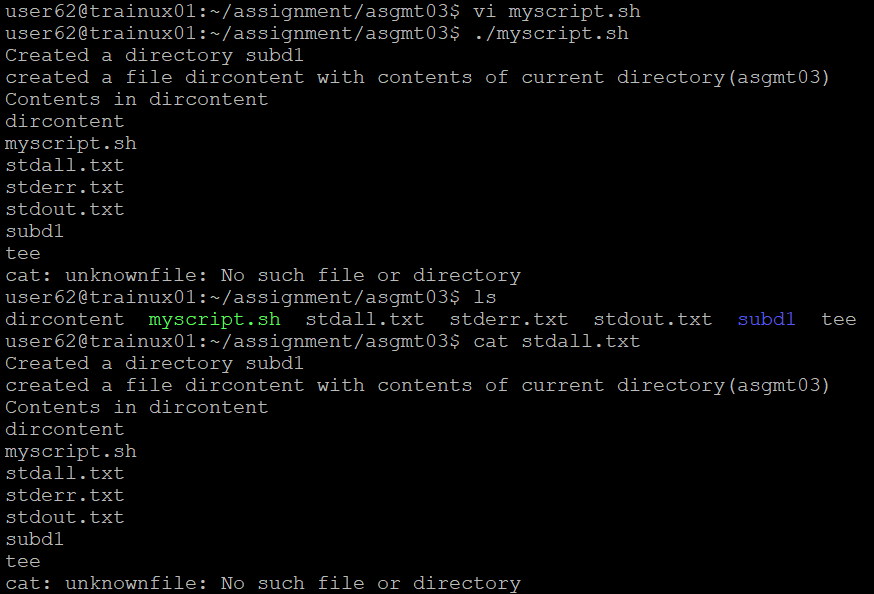 user62@trainux01:~/assignment/asgmt03$ vi myscript.sh
user62@trainux01:~/assignment/asgmt03$ ./myscript.sh
Created a directory subd1
created a file dircontent with contents of current directory(asgmt03)
Contents in dircontent
dircontent
myscript.sh
stdall.txt
stderr.txt
stdout.txt
subd1
tee
cat: unknownfile: No such file or directory
user62@trainux01:~/assignment/asgmt03$ ls
dircontent  myscript.sh  stdall.txt  stderr.txt  stdout.txt  subd1  tee
user62@trainux01:~/assignment/asgmt03$ cat stdall.txt
Created a directory subd1
created a file dircontent with contents of current directory(asgmt03)
Contents in dircontent
dircontent
myscript.sh
stdall.txt
stderr.txt
stdout.txt
subd1
tee
cat: unknownfile: No such file or directory